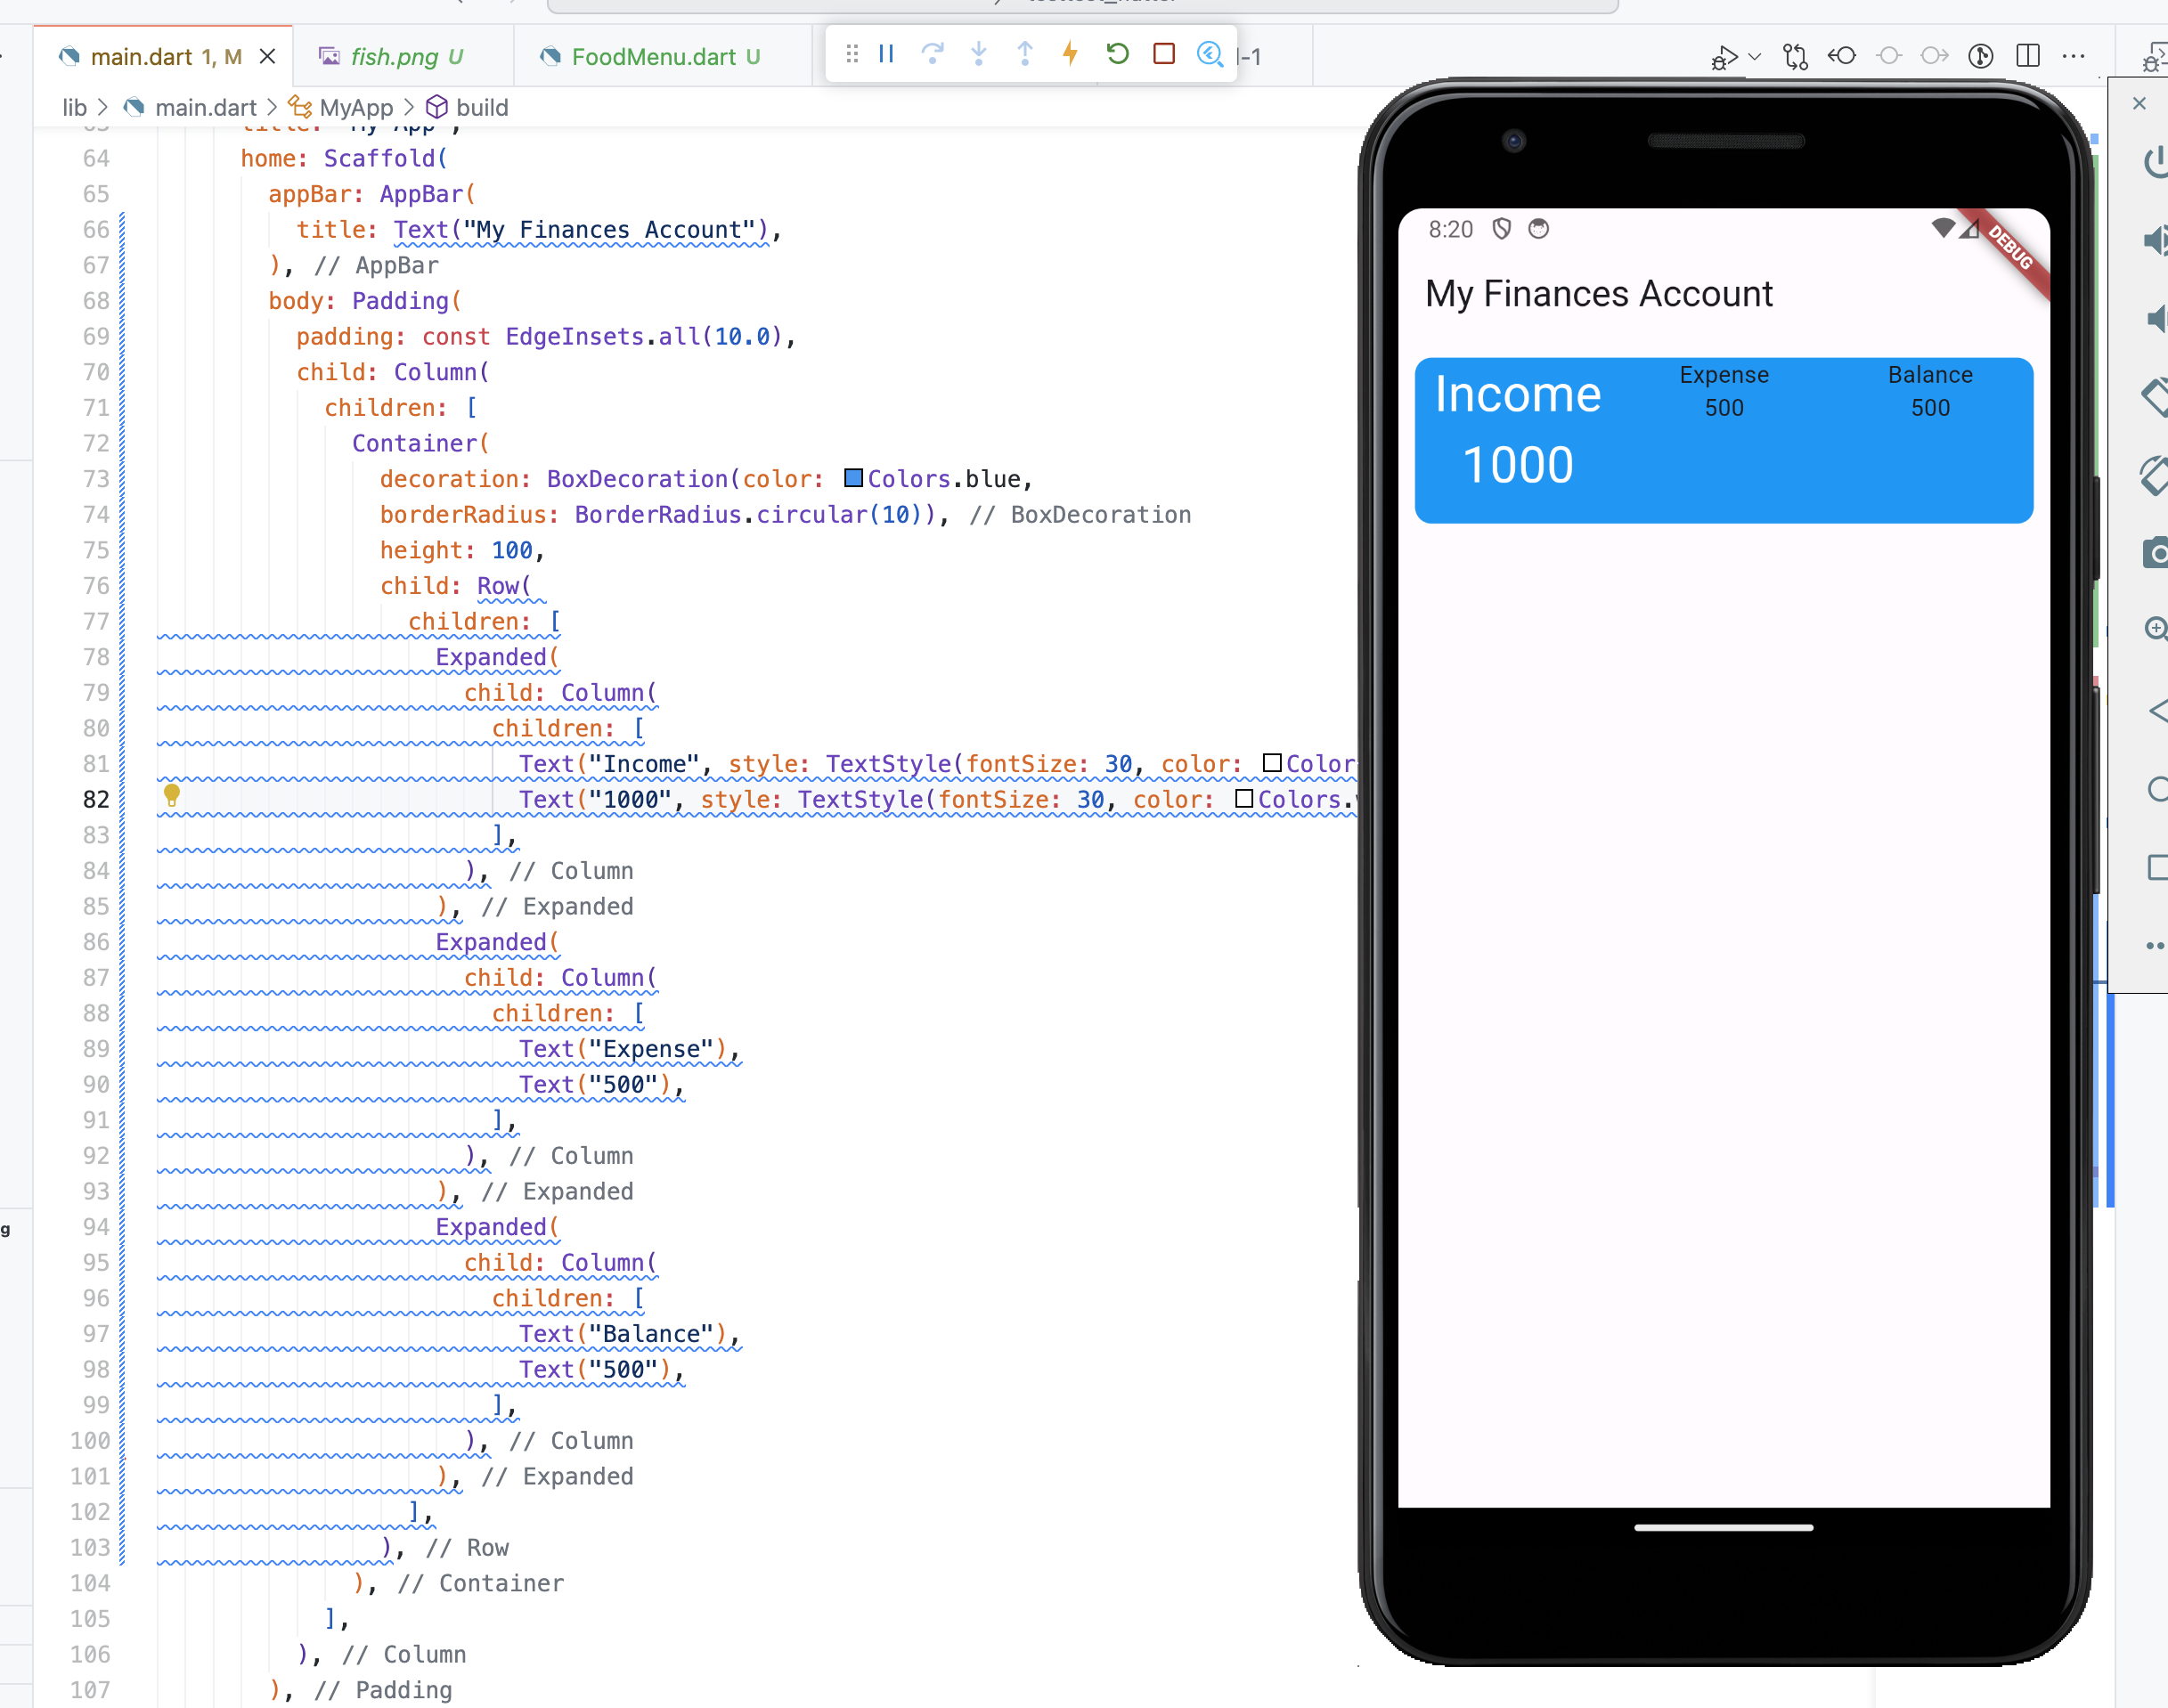 main.dart 1, M
fish.png U
FoodMenu.dart U
-1
lib > main.dart > MyApp > build
64 home: Scaffold(
65 appBar: AppBar(
66 title: Text("My Finances Account"),
67 ), // AppBar
68 body: Padding(
69 padding: const EdgeInsets.all(10.0),
70 child: Column(
71 children: [
72 Container(
73 decoration: BoxDecoration(color: Colors.blue,
74 borderRadius: BorderRadius.circular(10)), // BoxDecoration
75 height: 100,
76 child: Row(
77 children: [
78 Expanded(
79 child: Column(
80 children: [
81 Text("Income", style: TextStyle(fontSize: 30, color: Color
82 Text("1000", style: TextStyle(fontSize: 30, color: Colors.
83 ],
84 ), // Column
85 ), // Expanded
86 Expanded(
87 child: Column(
88 children: [
89 Text("Expense"),
90 Text("500"),
91 ],
92 ), // Column
93 ), // Expanded
94 Expanded(
95 child: Column(
96 children: [
97 Text("Balance"),
98 Text("500"),
99 ],
100 ), // Column
101 ), // Expanded
102 ],
103 ), // Row
104 ), // Container
105 ],
106 ), // Column
107 ), // Padding
g
8:20
DEBUG
My Finances Account
Income
1000
Expense
500
Balance
500